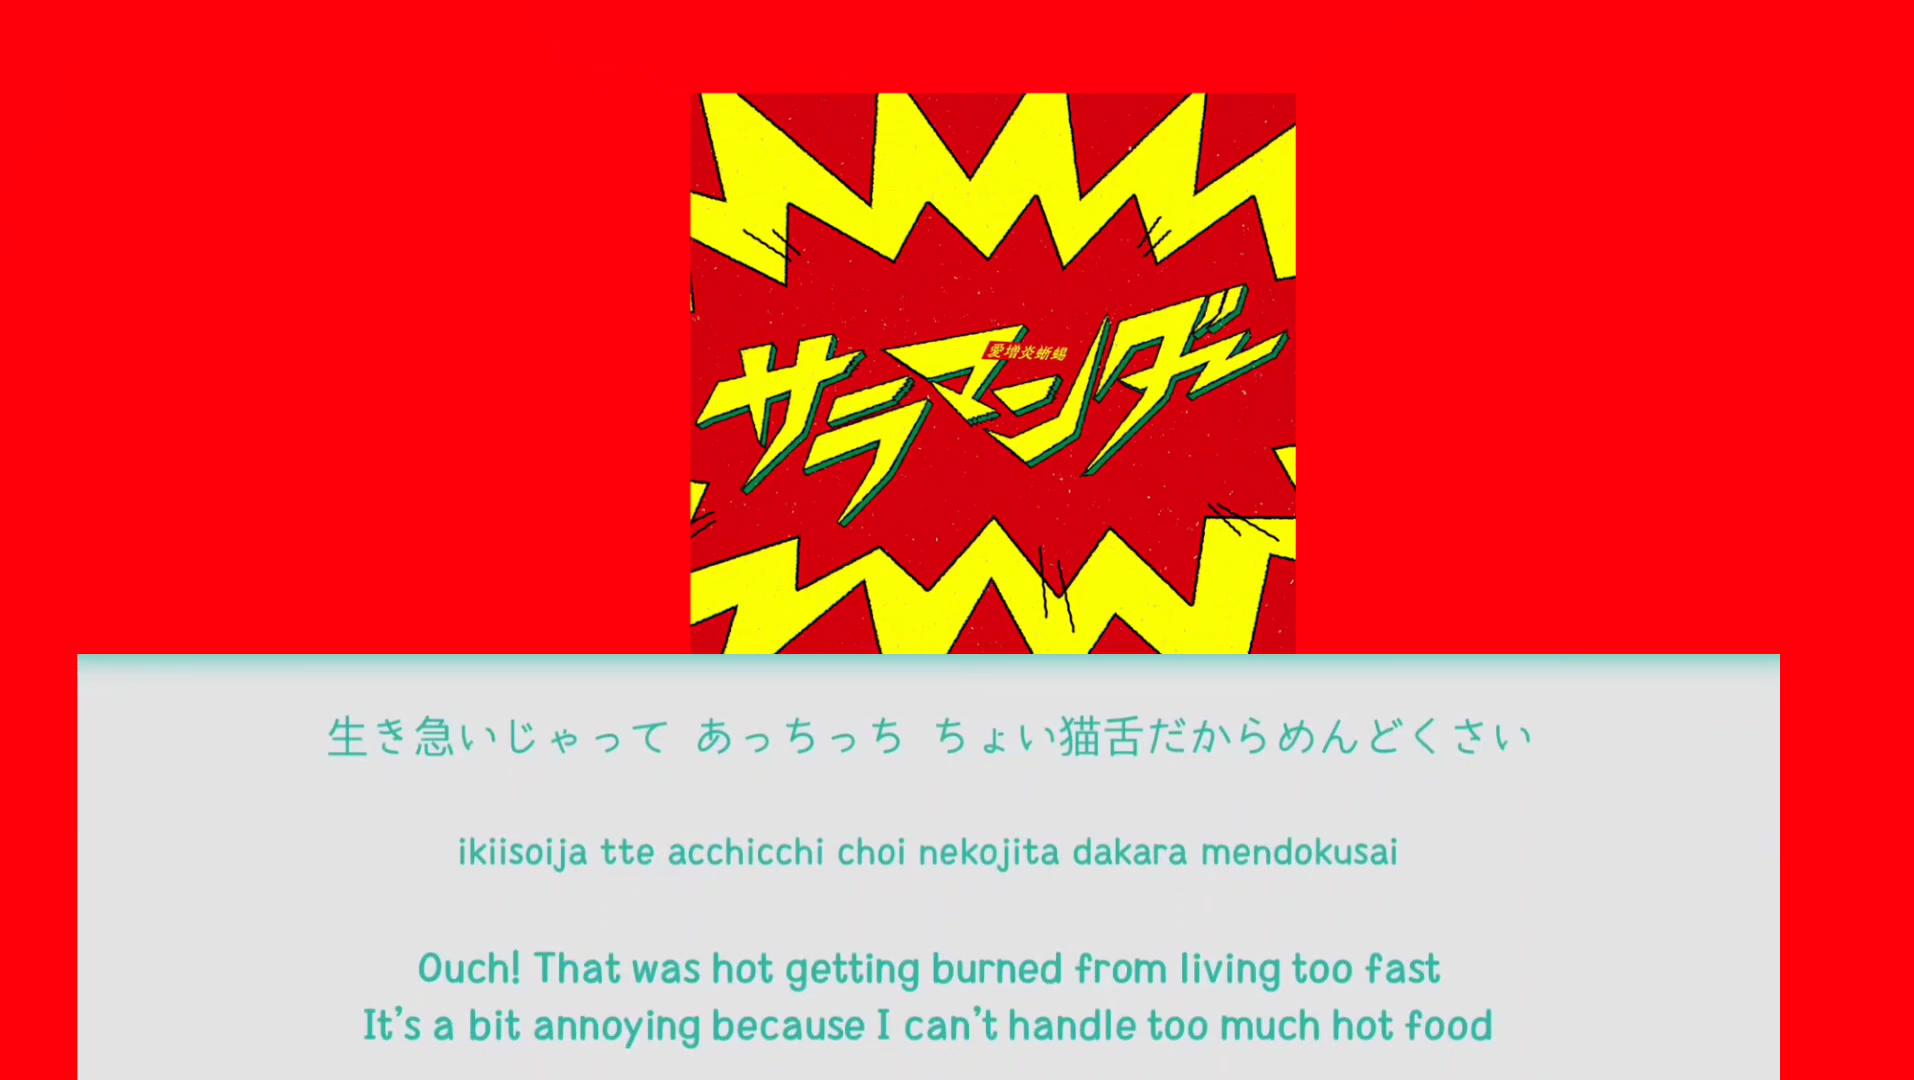 サラマンダー
愛増炎蜥蜴
生き急いじゃって あっちっち ちょい猫舌だからめんどくさい
ikiisoija tte acchicchi choi nekojita dakara mendokusai
Ouch! That was hot getting burned from living too fast
It's a bit annoying because I can't handle too much hot food